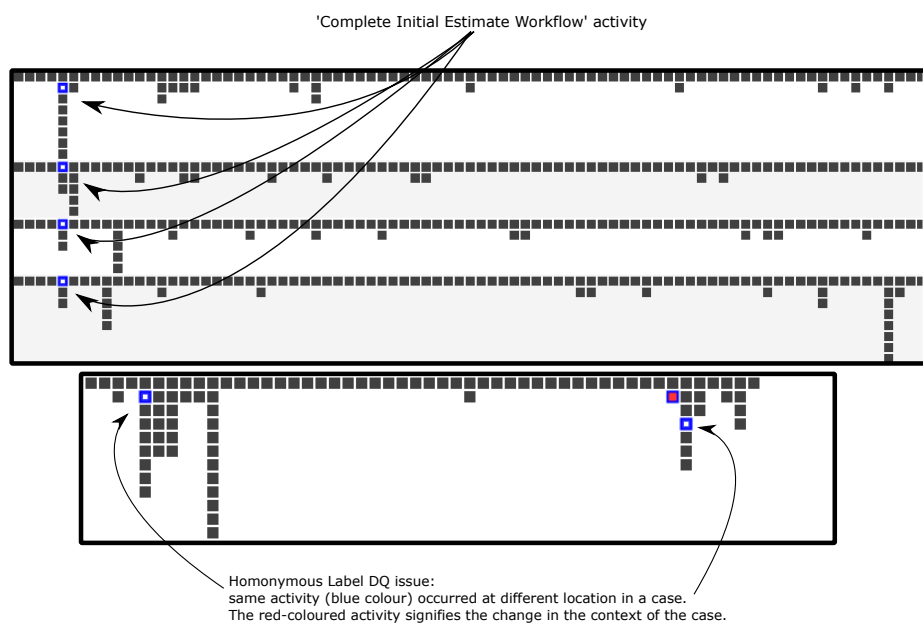 'Complete Initial Estimate Workflow' activity
Homonymous Label DQ issue:
same activity (blue colour) occurred at different location in a case.
The red-coloured activity signifies the change in the context of the case.